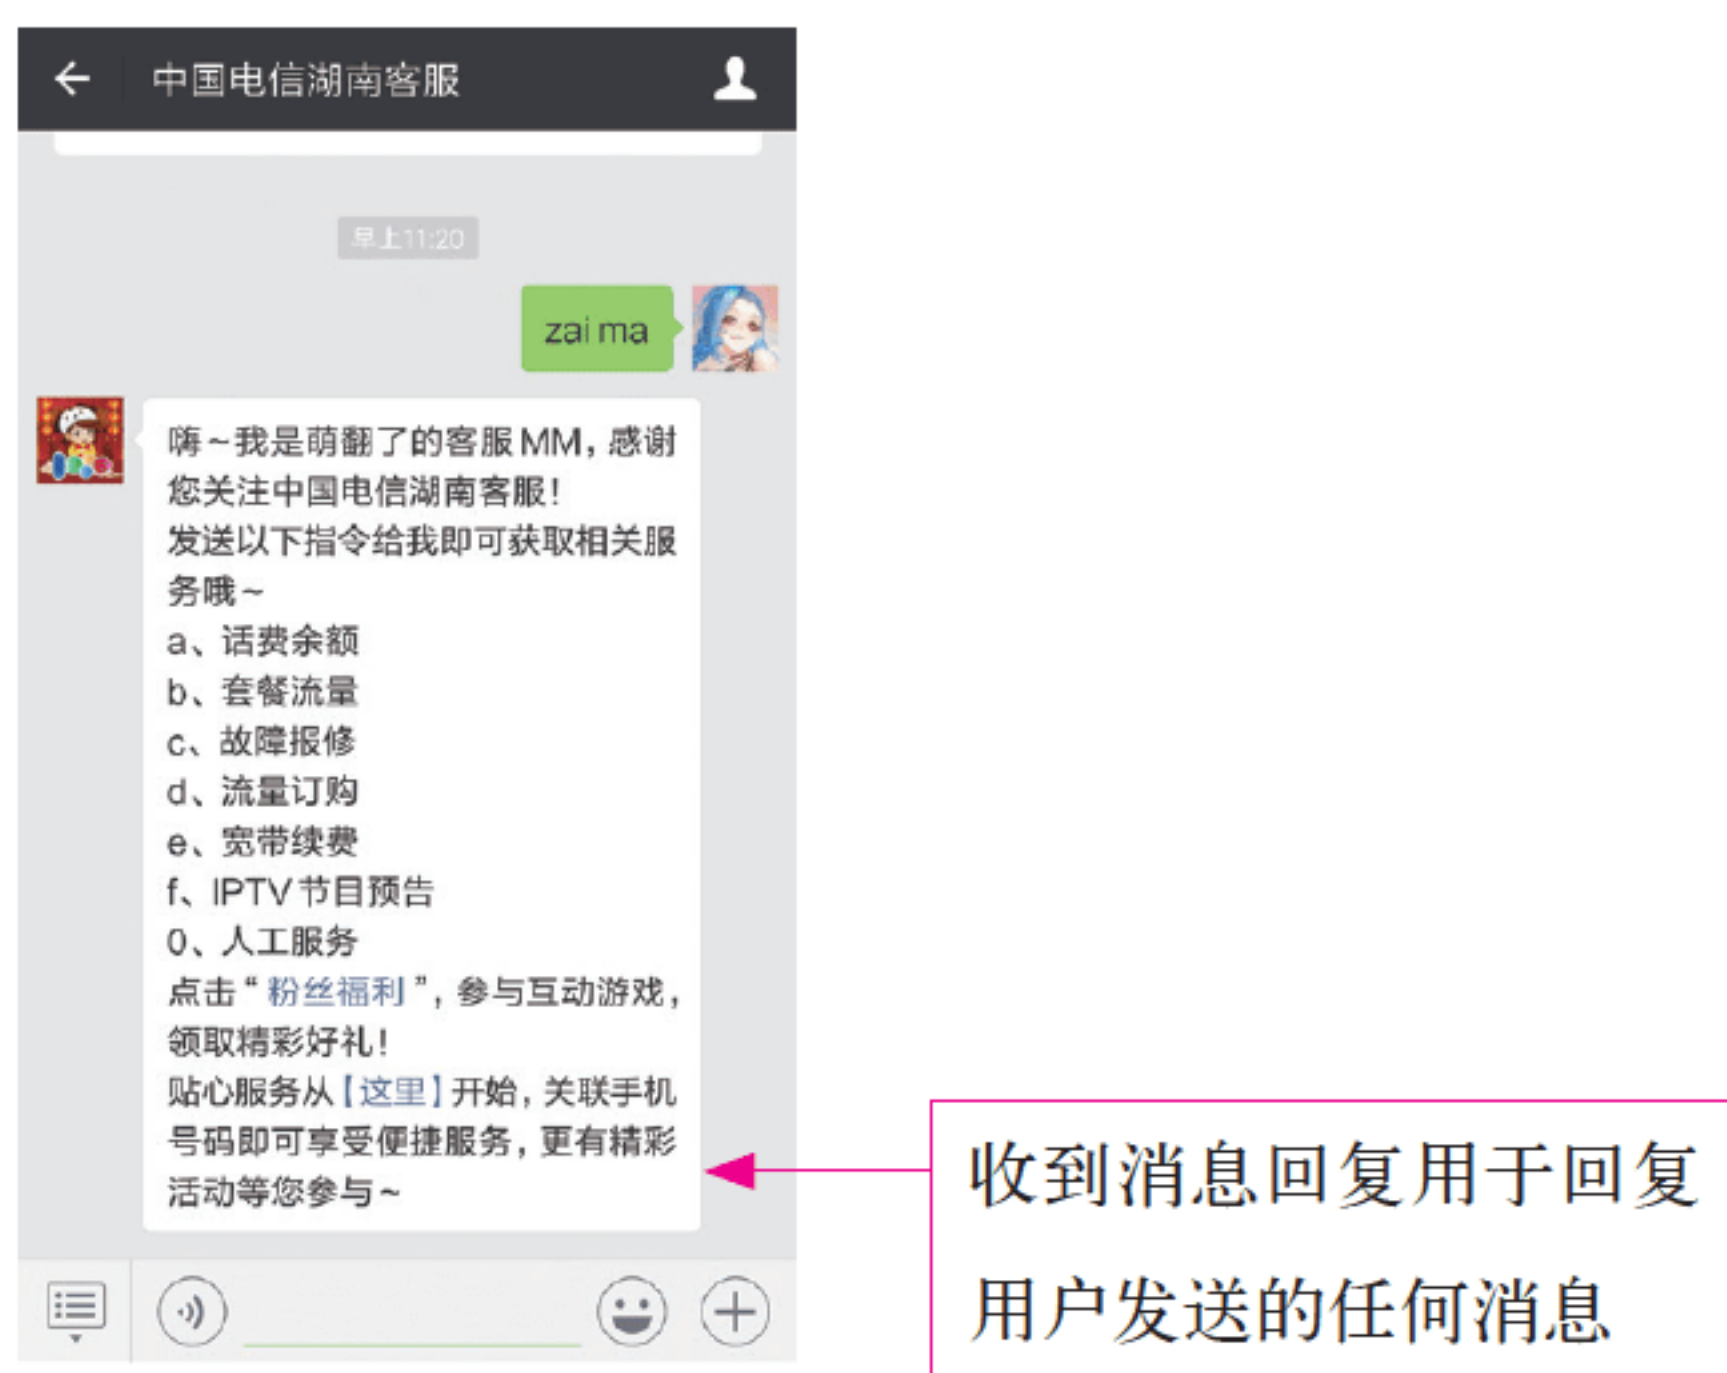 中国电信湖南客服
早上11:20
zai ma
嗨~我是萌翻了的客服MM，感谢
您关注中国电信湖南客服！
发送以下指令给我即可获取相关服
务哦~
a、话费余额
b、套餐流量
c、故障报修
d、流量订购
e、宽带续费
f、IPTV节目预告
0、人工服务
点击“粉丝福利”，参与互动游戏，
领取精彩好礼！
贴心服务从【这里】开始，关联手机
号码即可享受便捷服务，更有精彩
活动等您参与~
收到消息回复用于回复
用户发送的任何消息